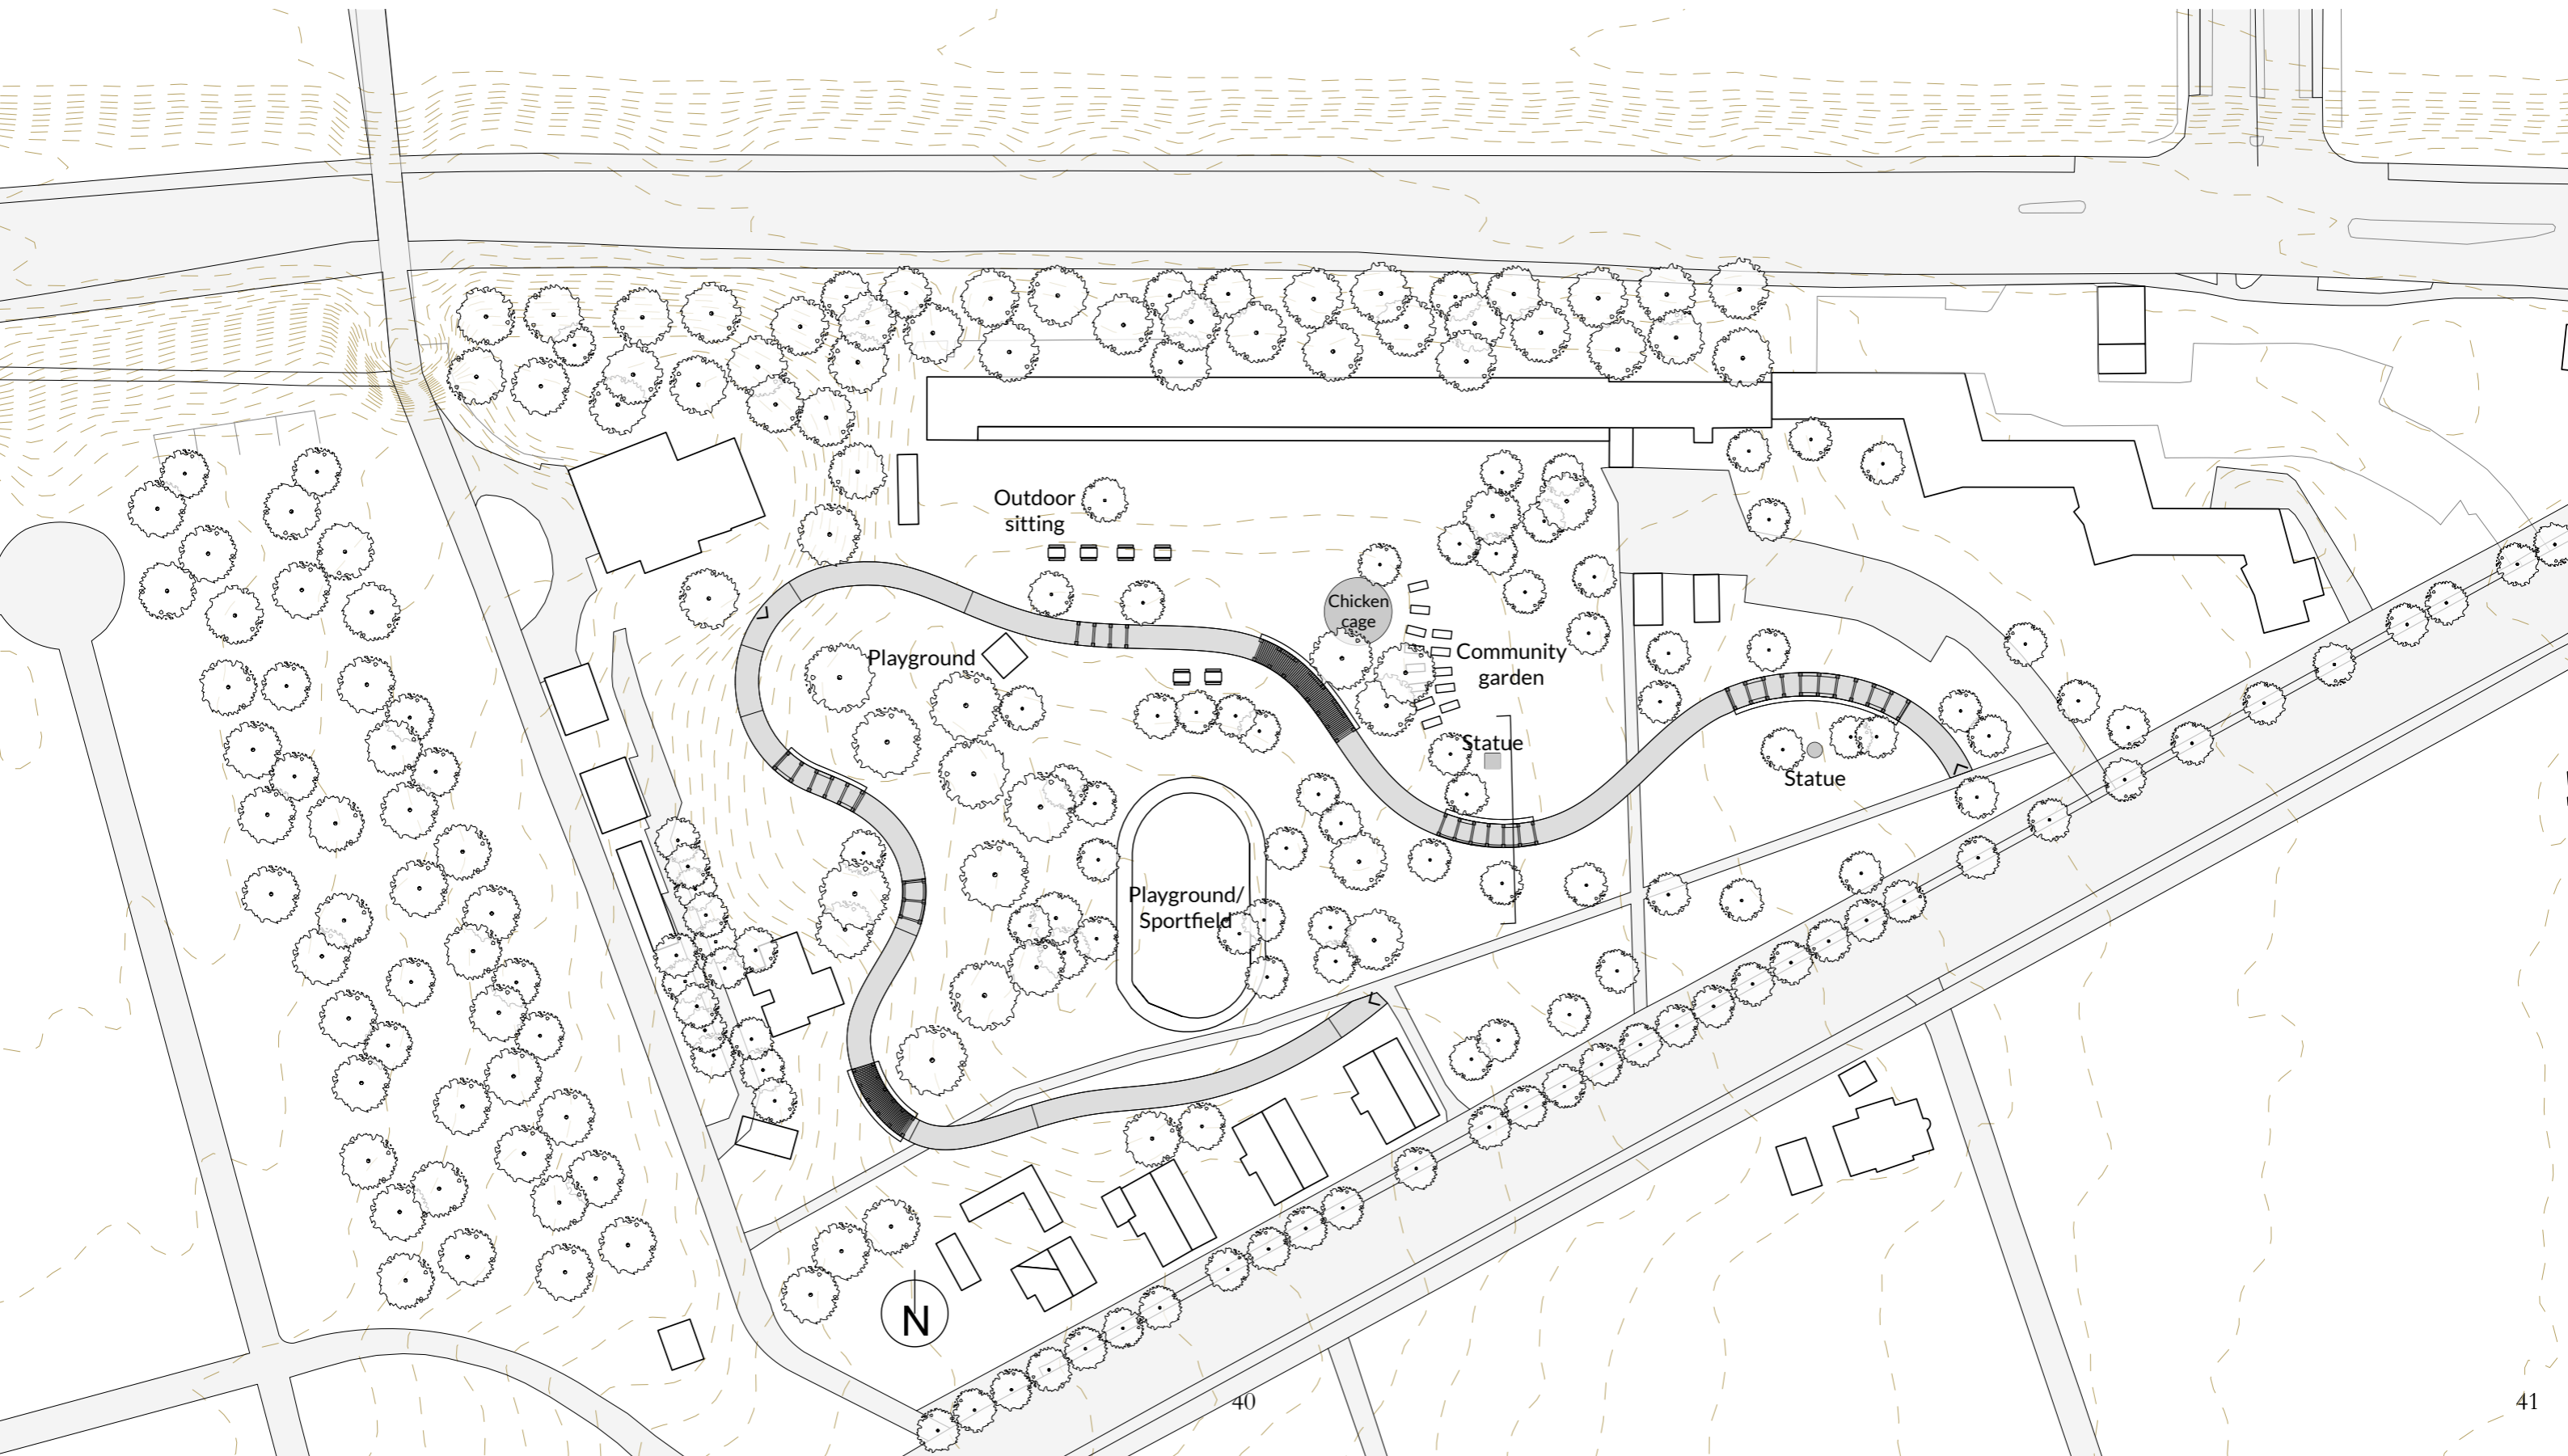 Outdoor
sitting
Chicken
cage
Playground
Community
garden
Statue
Statue
Playground/
Sportfield
N
40
41